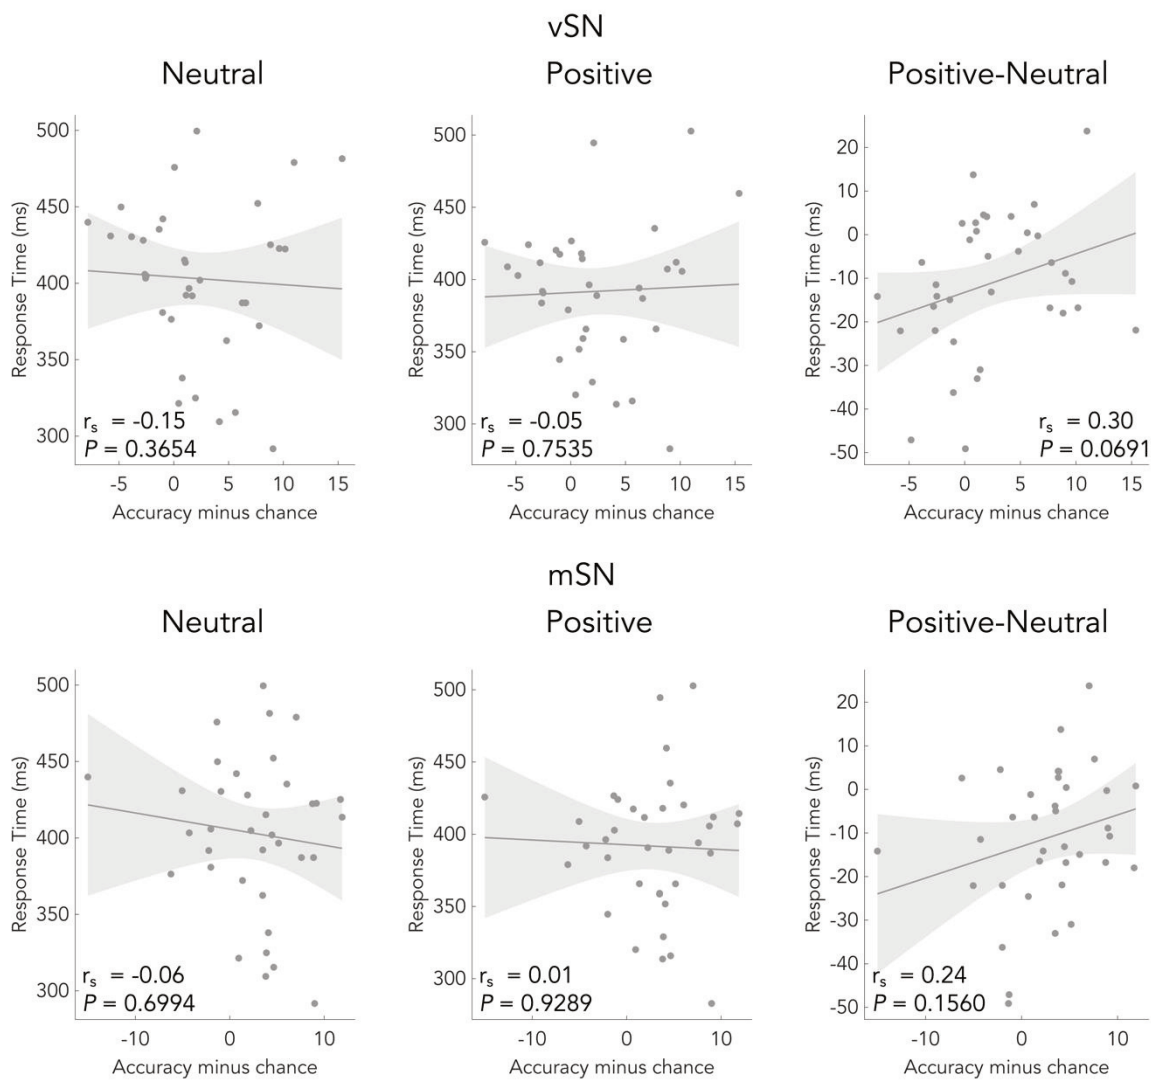 vSN
Neutral
Positive
Positive-Neutral
500
450
400
350
300
Response Time (ms)
rs = -0.15
P = 0.3654
-5 0 5 10 15
Accuracy minus chance
500
450
400
350
300
Response Time (ms)
rs = -0.05
P = 0.7535
-5 0 5 10 15
Accuracy minus chance
20
10
0
-10
-20
-30
-40
-50
Response Time (ms)
rs = 0.30
P = 0.0691
-5 0 5 10 15
Accuracy minus chance
mSN
Neutral
Positive
Positive-Neutral
500
450
400
350
300
Response Time (ms)
rs = -0.06
P = 0.6994
-10 0 10
Accuracy minus chance
500
450
400
350
300
Response Time (ms)
rs = 0.01
P = 0.9289
-10 0 10
Accuracy minus chance
20
10
0
-10
-20
-30
-40
-50
Response Time (ms)
rs = 0.24
P = 0.1560
-10 0 10
Accuracy minus chance